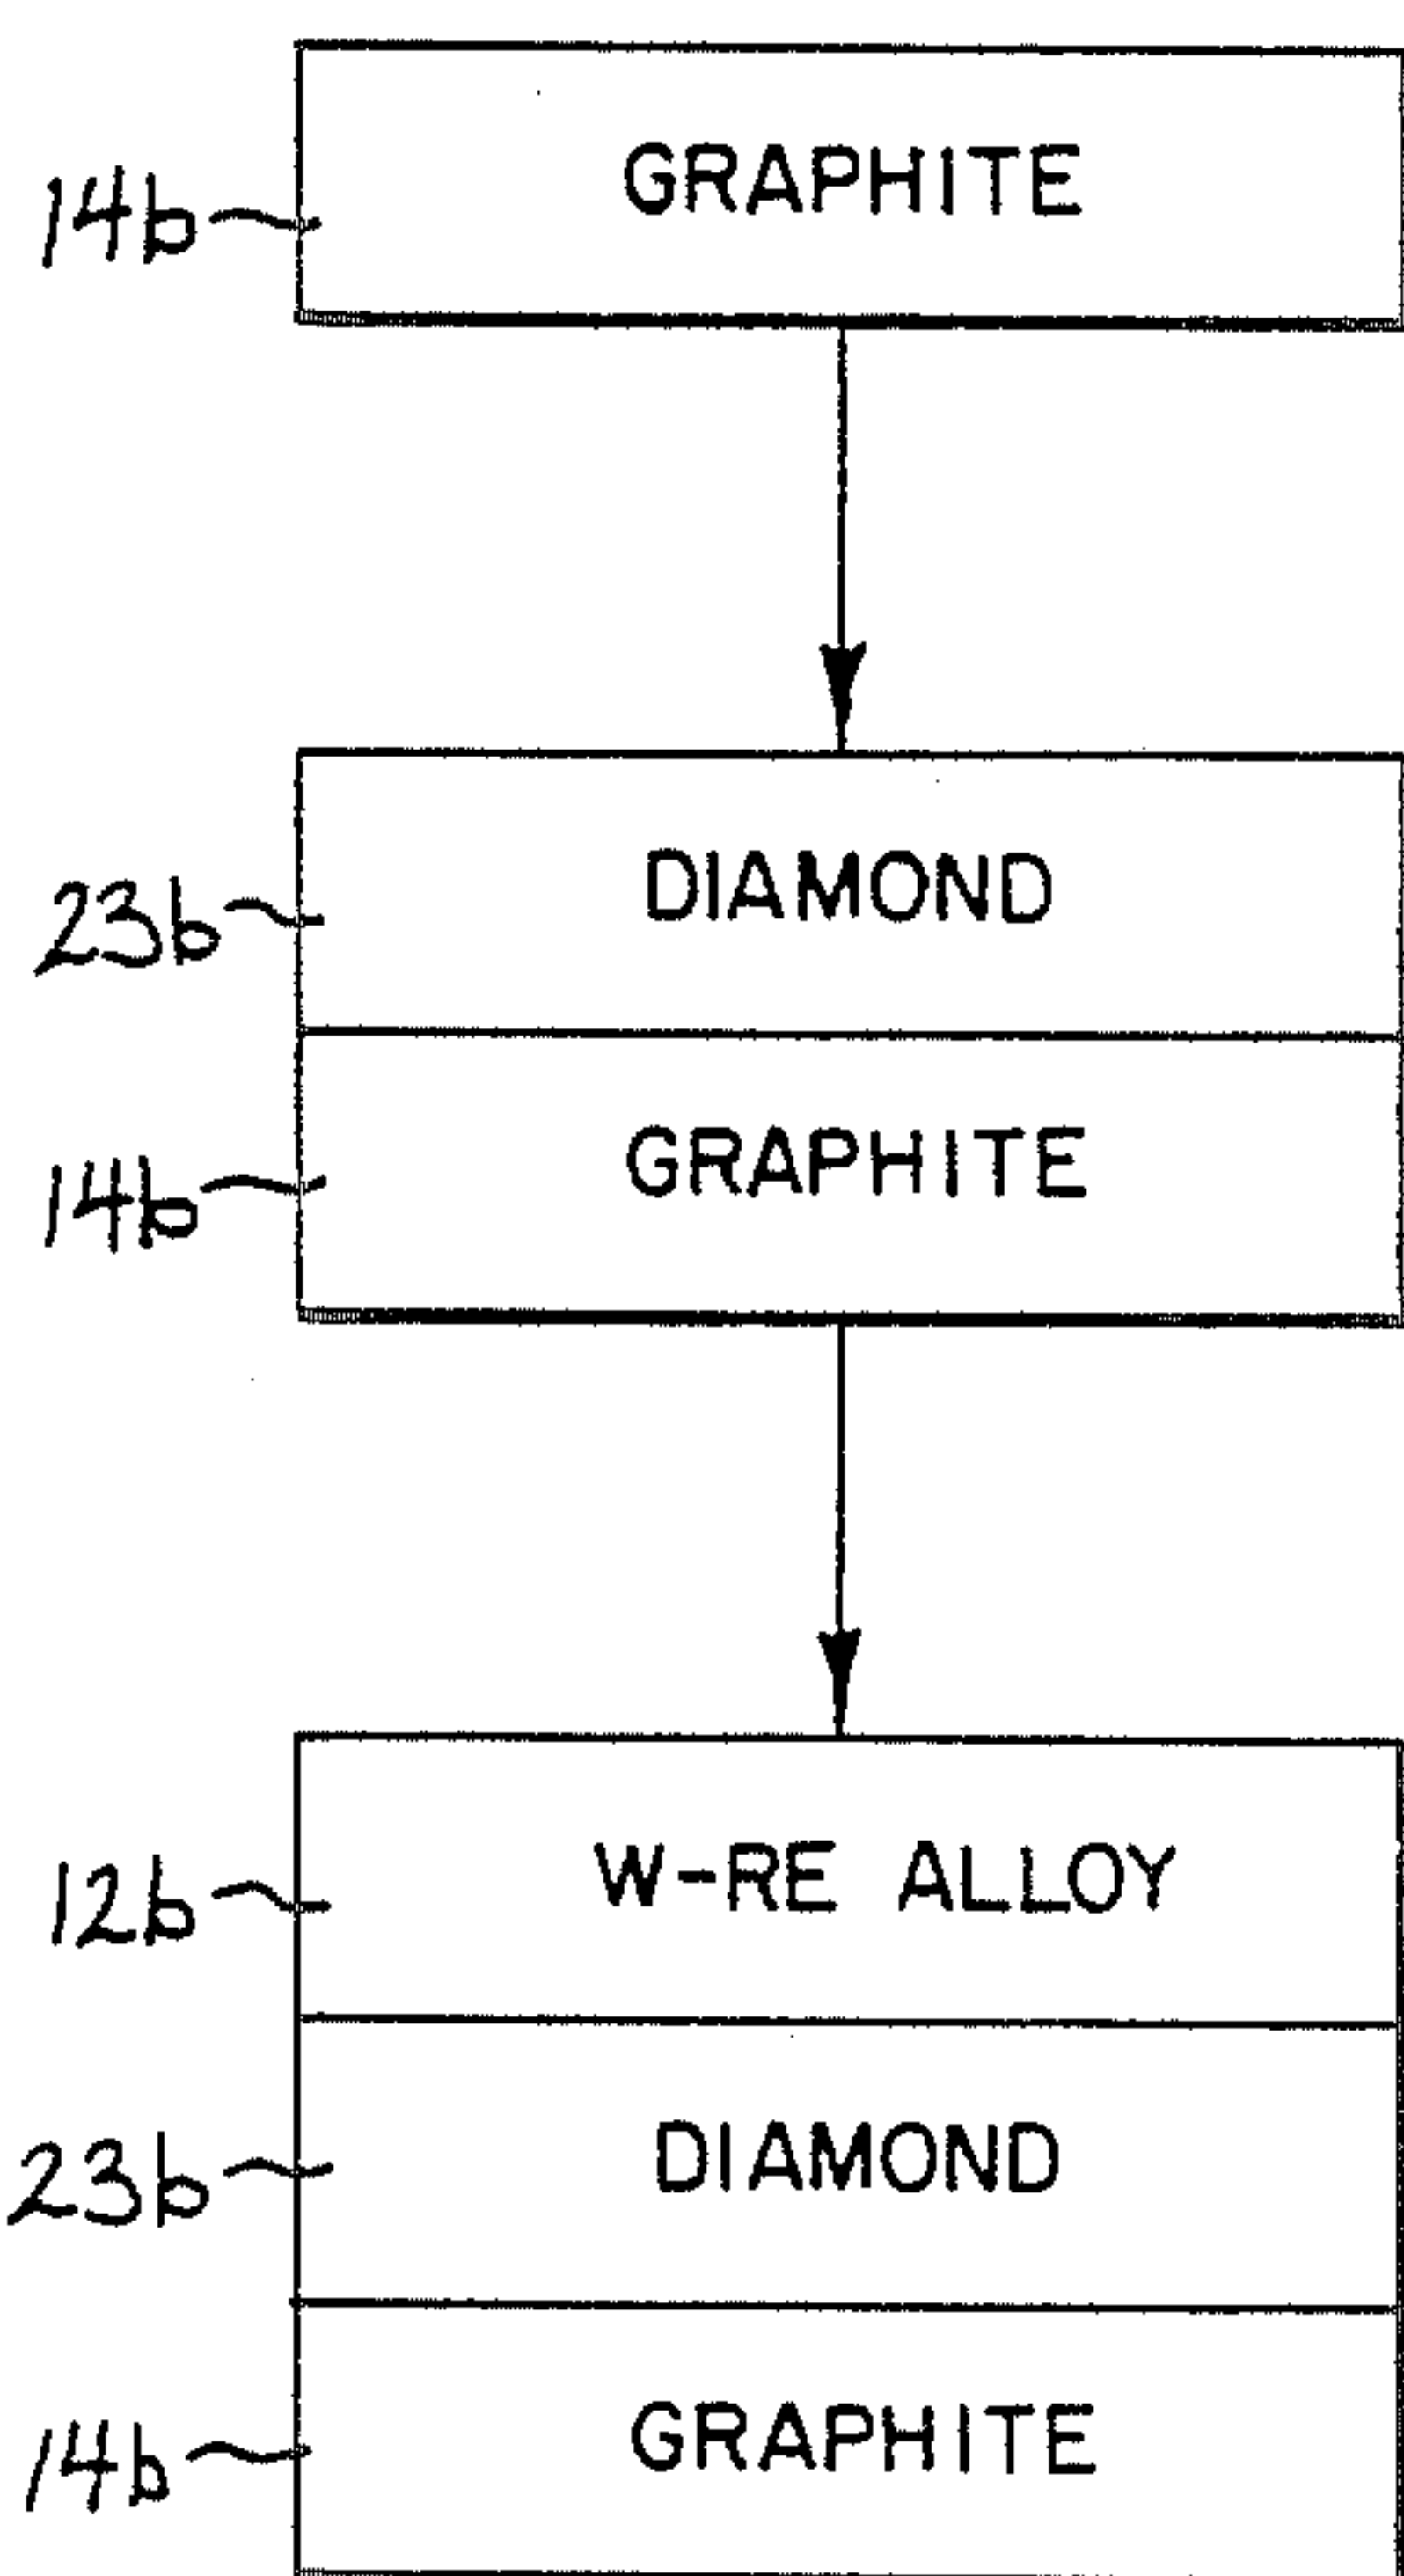 GRAPHITE
14b
DIAMOND
23b
GRAPHITE
14b
W-RE ALLOY
12b
DIAMOND
23b
GRAPHITE
14b